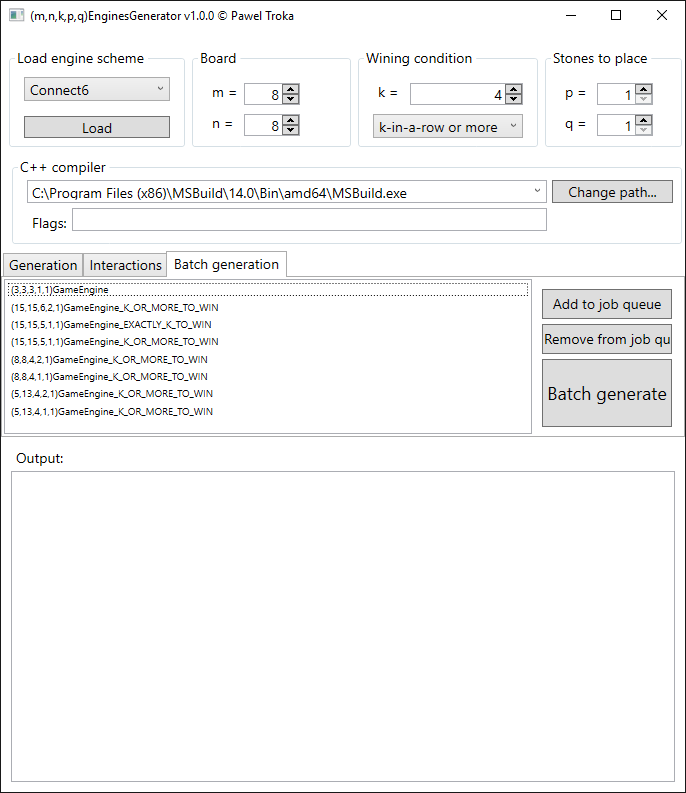 (m,n,k,p,q)EnginesGenerator v1.0.0 © Pawel Troka
Load engine scheme
Connect6
Load
Board
m = 8
n = 8
Wining condition
k = 4
k-in-a-row or more
Stones to place
p = 1
q = 1
C++ compiler
C:\Program Files (x86)\MSBuild\14.0\Bin\amd64\MSBuild.exe
Change path...
Flags:
Generation Interactions Batch generation
(3,3,3,1,1)GameEngine
(15,15,6,2,1)GameEngine_K_OR_MORE_TO_WIN
(15,15,5,1,1)GameEngine_EXACTLY_K_TO_WIN
(15,15,5,1,1)GameEngine_K_OR_MORE_TO_WIN
(8,8,4,2,1)GameEngine_K_OR_MORE_TO_WIN
(8,8,4,1,1)GameEngine_K_OR_MORE_TO_WIN
(5,13,4,2,1)GameEngine_K_OR_MORE_TO_WIN
(5,13,4,1,1)GameEngine_K_OR_MORE_TO_WIN
Add to job queue
Remove from job qu
Batch generate
Output: